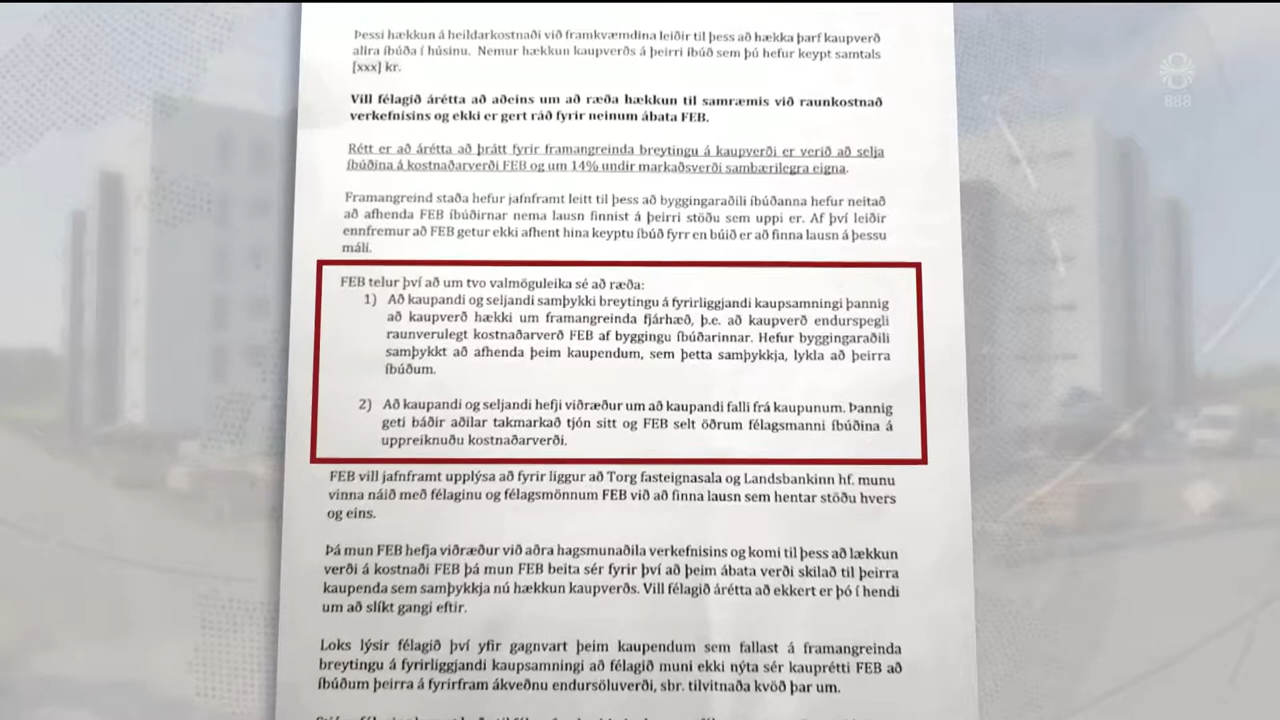 Þessi hækkun á heildarkostnaði við framkvæmdina leiðir til þess að hækka þarf kaupverð
allra íbúða í húsinu. Nemur hækkun kaupverðs á þeirri íbúð sem þú hefur keypt samtals
[xxx] kr.
888
Vill félagið árétta að aðeins um að ræða hækkun til samræmis við raunkostnað
verkefnisins og ekki er gert ráð fyrir neinum ábata FEB.
Rétt er að árétta að þrátt fyrir framangreinda breytingu á kaupverði er verið að selja
íbúðina á kostnaðarverði FEB og um 14% undir markaðsverði sambærilegra eigna.
Framangreind staða hefur jafnframt leitt til þess að byggingaraðili íbúðanna hefur neitað
að afhenda FEB íbúðirnar nema lausn finnist á þeirri stöðu sem uppi er. Af því leiðir
ennfremur að FEB getur ekki afhent hina keyptu íbúð fyrr en búið er að finna lausn á þessu
máli.
FEB telur því að um tvo valmöguleika sé að ræða:
1) Að kaupandi og seljandi samþykki breytingu á fyrirliggjandi kaupsamningi þannig
að kaupverð hækki um framangreinda fjárhæð, þ.e. að kaupverð endurspegli
raunverulegt kostnaðarverð FEB af byggingu íbúðarinnar. Hefur byggingaraðili
samþykkt að afhenda þeim kaupendum, sem þetta samþykkja, lykla að þeirra
íbúðum.
2) Að kaupandi og seljandi hefji viðræður um að kaupandi falli frá kaupunum. Þannig
geti báðir aðilar takmarkað tjón sitt og FEB selt öðrum félagsmanni íbúðina á
uppreiknuðu kostnaðarverði.
FEB vill jafnframt upplýsa að fyrir liggur að Torg fasteignasala og Landsbankinn hf. munu
vinna náið með félaginu og félagsmönnum FEB við að finna lausn sem hentar stöðu hvers
og eins.
Þá mun FEB hefja viðræður við aðra hagsmunaðila verkefnisins og komi til þess að lækkun
verði á kostnaði FEB þá mun FEB beita sér fyrir því að þeim ábata verði skilað til þeirra
kaupenda sem samþykkja nú hækkun kaupverðs. Vill félagið árétta að ekkert er þó í hendi
um að slíkt gangi eftir.
Loks lýsir félagið því yfir gagnvart þeim kaupendum sem fallast á framangreinda
breytingu á fyrirliggjandi kaupsamningi að félagið muni ekki nýta sér kauprétti FEB að
íbúðum þeirra á fyrirfram ákveðnu endursöluverði, sbr. tilvitnaða kvöð þar um.